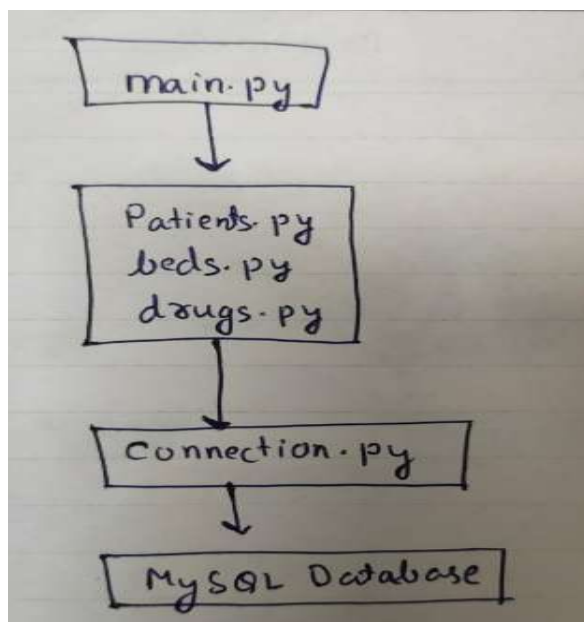 main.py
Patients.py
beds.py
drugs.py
Connection.py
MySQL Database